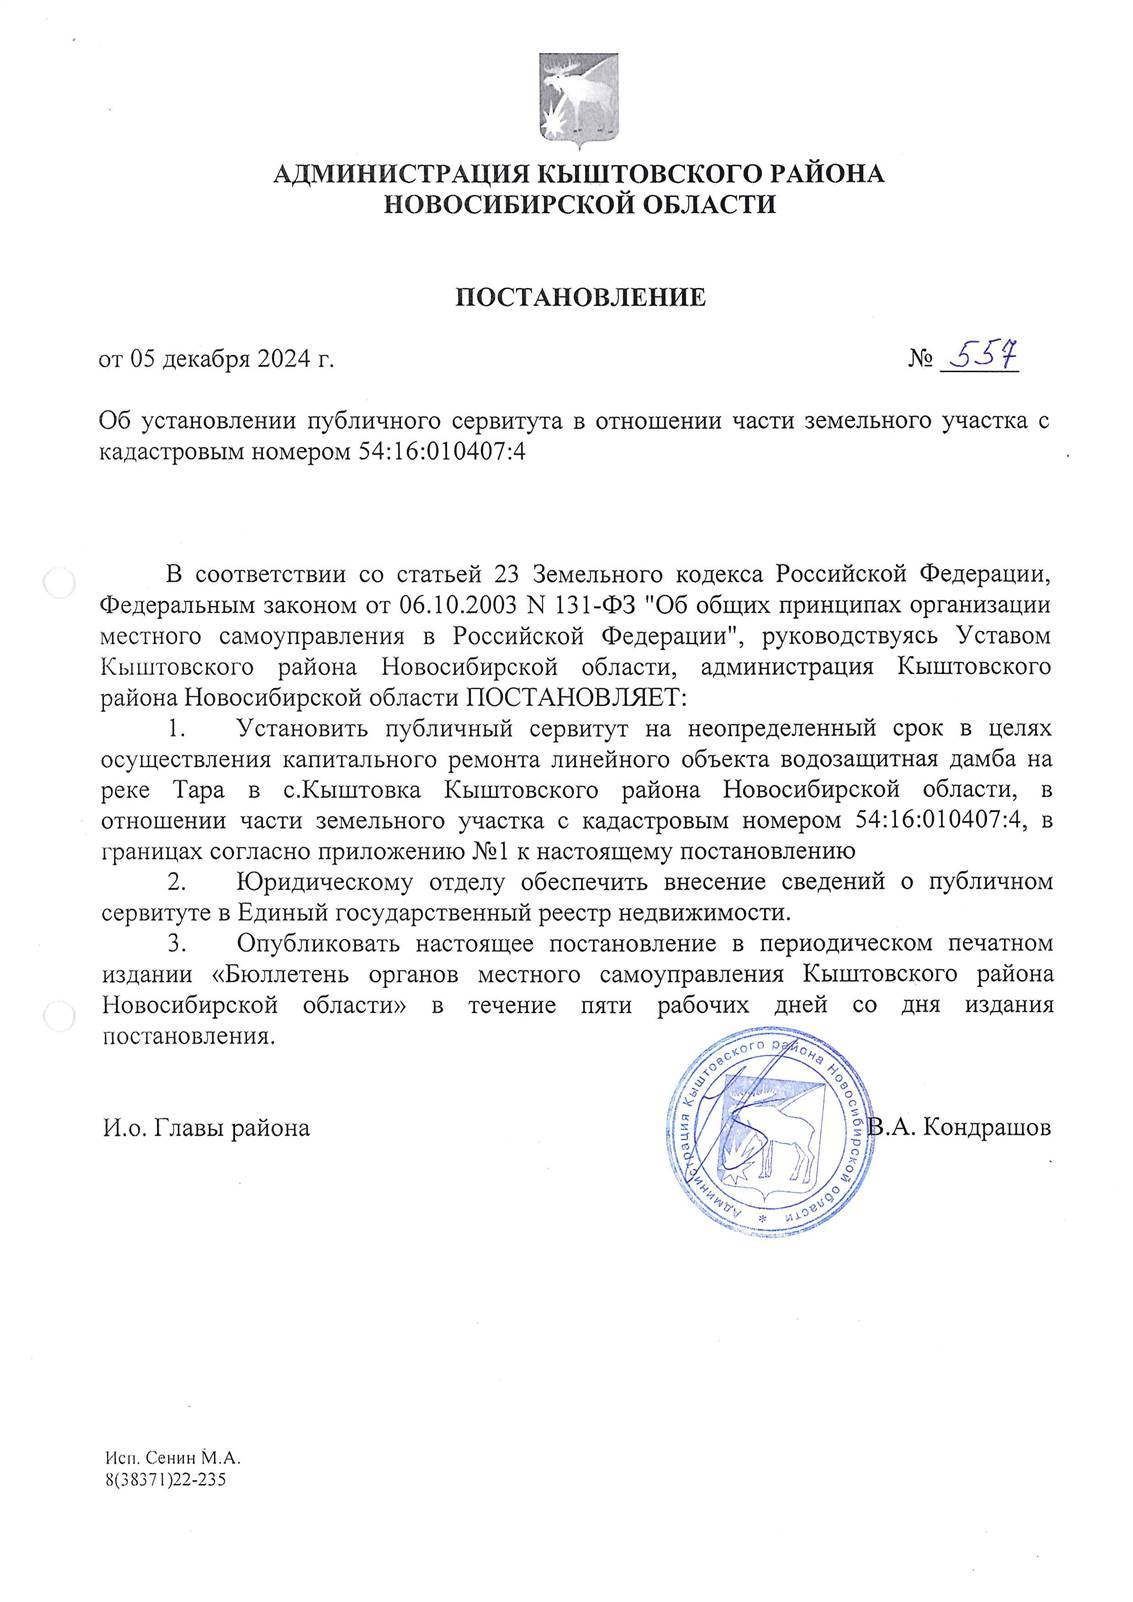 АДМИНИСТРАЦИЯ КЫШТОВСКОГО РАЙОНА
НОВОСИБИРСКОЙ ОБЛАСТИ
ПОСТАНОВЛЕНИЕ
от 05 декабря 2024 г. № 557
Об установлении публичного сервитута в отношении части земельного участка с
кадастровым номером 54:16:010407:4
В соответствии со статьей 23 Земельного кодекса Российской Федерации,
Федеральным законом от 06.10.2003 N 131-ФЗ "Об общих принципах организации
местного самоуправления в Российской Федерации", руководствуясь Уставом
Кыштовского района Новосибирской области, администрация Кыштовского
района Новосибирской области ПОСТАНОВЛЯЕТ:
1. Установить публичный сервитут на неопределенный срок в целях
осуществления капитального ремонта линейного объекта водозащитная дамба на
реке Тара в с.Кыштовка Кыштовского района Новосибирской области, в
отношении части земельного участка с кадастровым номером 54:16:010407:4, в
границах согласно приложению №1 к настоящему постановлению
2. Юридическому отделу обеспечить внесение сведений о публичном
сервитуте в Единый государственный реестр недвижимости.
3. Опубликовать настоящее постановление в периодическом печатном
издании «Бюллетень органов местного самоуправления Кыштовского района
Новосибирской области» в течение пяти рабочих дней со дня издания
постановления.
И.о. Главы района В.А. Кондрашов
Администрация Кыштовского района Новосибирской области *
Исп. Сенин М.А.
8(38371)22-235